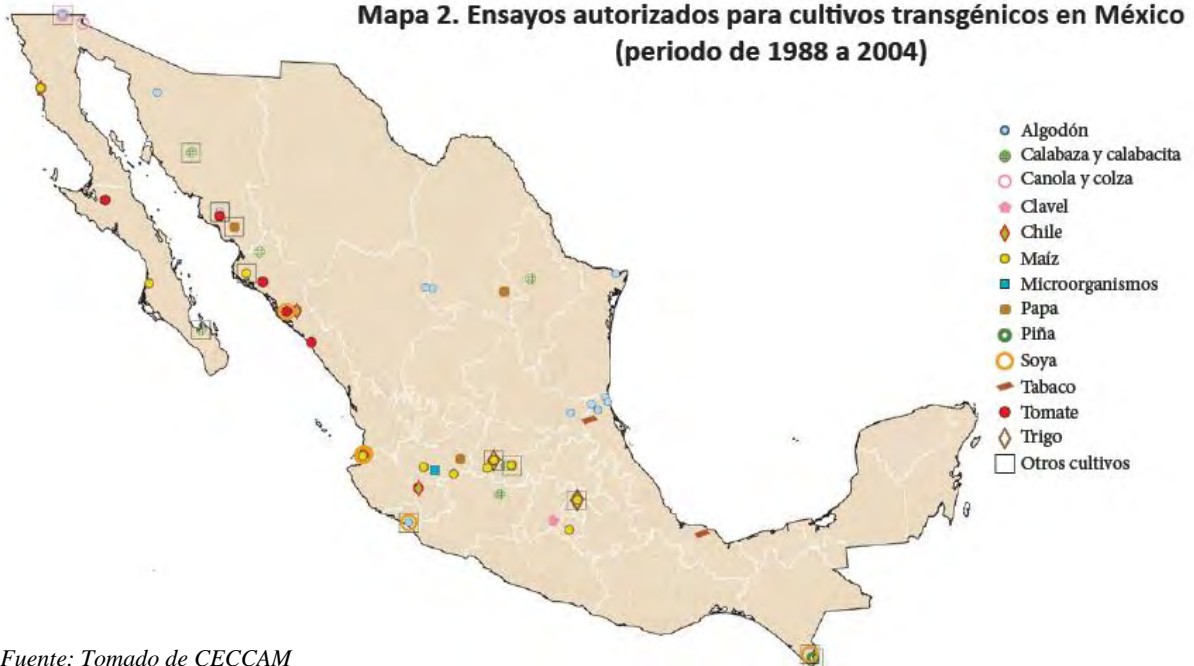 Mapa 2. Ensayos autorizados para cultivos transgénicos en México
(periodo de 1988 a 2004)
Algodón
Calabaza y calabacita
Canola y colza
Clavel
Chile
Maíz
Microorganismos
Papa
Piña
Soya
Tabaco
Tomate
Trigo
Otros cultivos
Fuente: Tomado de CECCAM